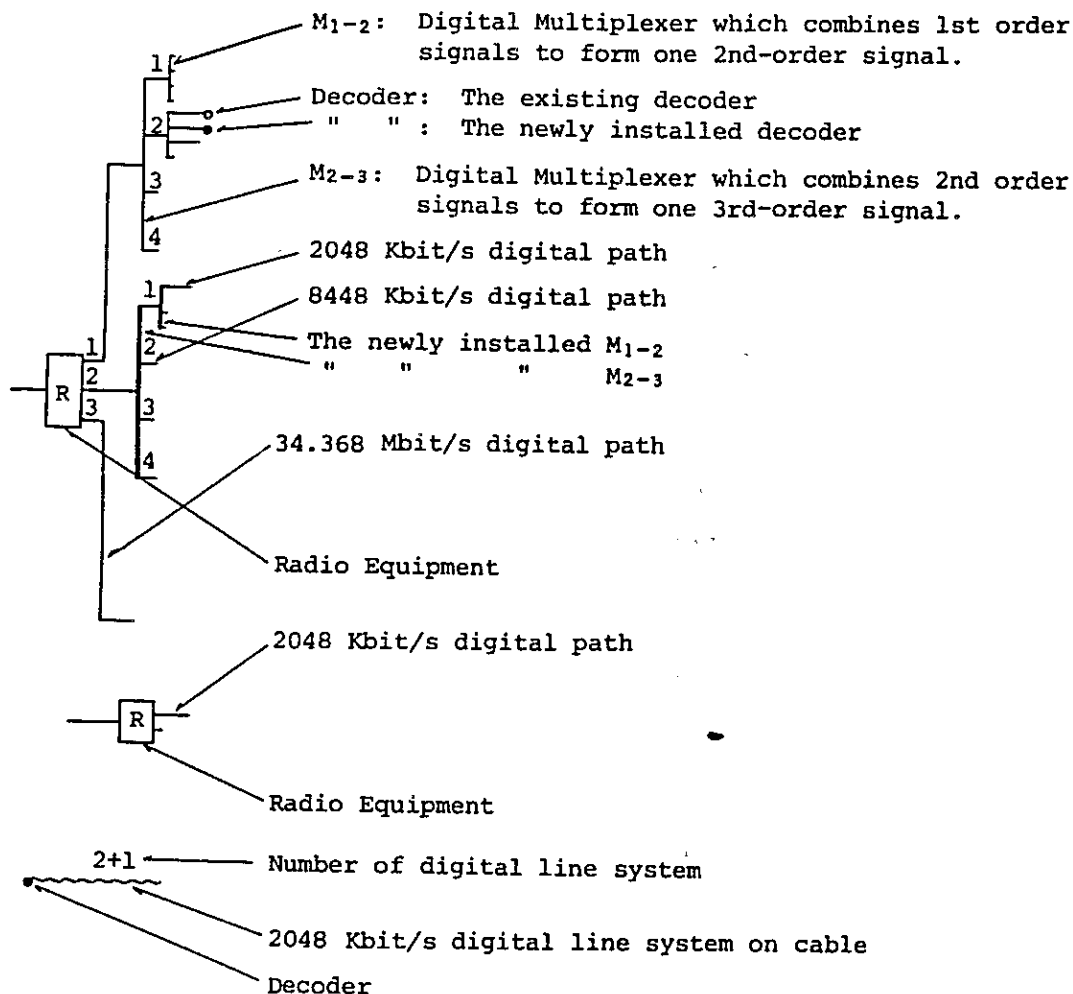 M1-2: Digital Multiplexer which combines 1st order
signals to form one 2nd-order signal.
1
Decoder: The existing decoder
2
" " : The newly installed decoder
M2-3: Digital Multiplexer which combines 2nd order
signals to form one 3rd-order signal.
3
4
2048 Kbit/s digital path
1
8448 Kbit/s digital path
The newly installed M1-2
1
2
" " " M2-3
R
2
3
3
34.368 Mbit/s digital path
4
Radio Equipment
2048 Kbit/s digital path
R
Radio Equipment
2+1
Number of digital line system
2048 Kbit/s digital line system on cable
Decoder